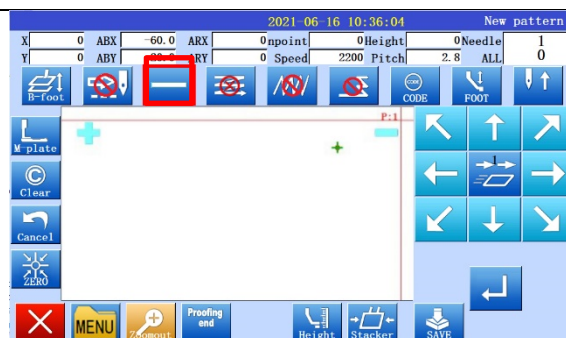 2021-06-16 10:36:04 New pattern
X 0 ABX -60.0 ARX 0 npoint 0 Height 0 Needle 1
Y 0 ABY ARY 0 Speed 2200 Pitch 2.8 ALL 0
B-foot CODE CODE FOOT
P:1
M-plate
1
© Clear
Cancel
ZERO
MENU Zoomout Proofing end Height Stacker SAVE